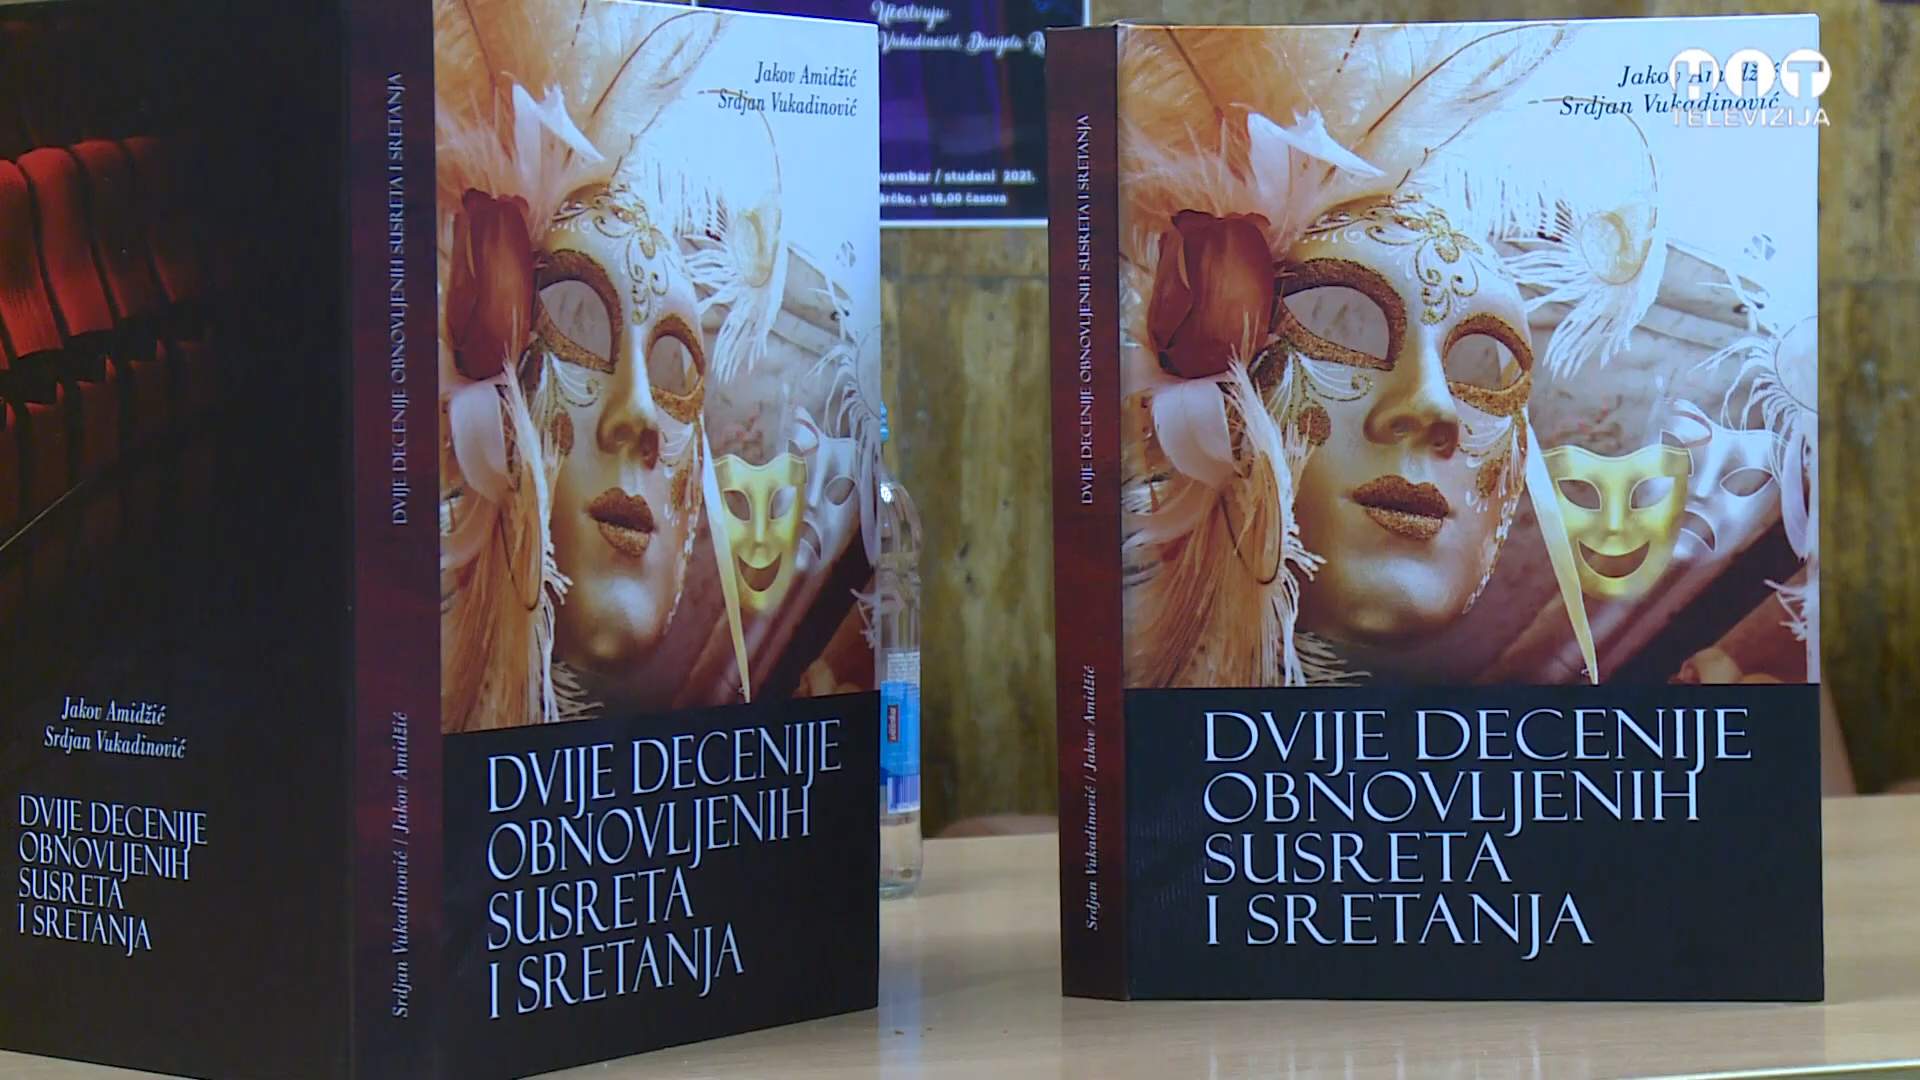 Jakov Amidžić
Srdjan Vukadinović
DVIJE DECENIJE
OBNOVLJENIH
SUSRETA
I SRETANJA
DVIJE DECENIJE OBNOVLJENIH SUSRETA I SRETANJA
Srdjan Vukadinović / Jakov Amidžić
Jakov Amidžić
Srdjan Vukadinović
DVIJE DECENIJE
OBNOVLJENIH
SUSRETA
I SRETANJA
Učestvuju:
Vukadinović, Danijela
/ studeni 2021.
u 18,00 časova
DVIJE DECENIJE OBNOVLJENIH SUSRETA I SRETANJA
Srdjan Vukadinović / Jakov Amidžić
Jakov Amidžić
Srdjan Vukadinović
DVIJE DECENIJE
OBNOVLJENIH
SUSRETA
I SRETANJA
HIT
TELEVIZIJA